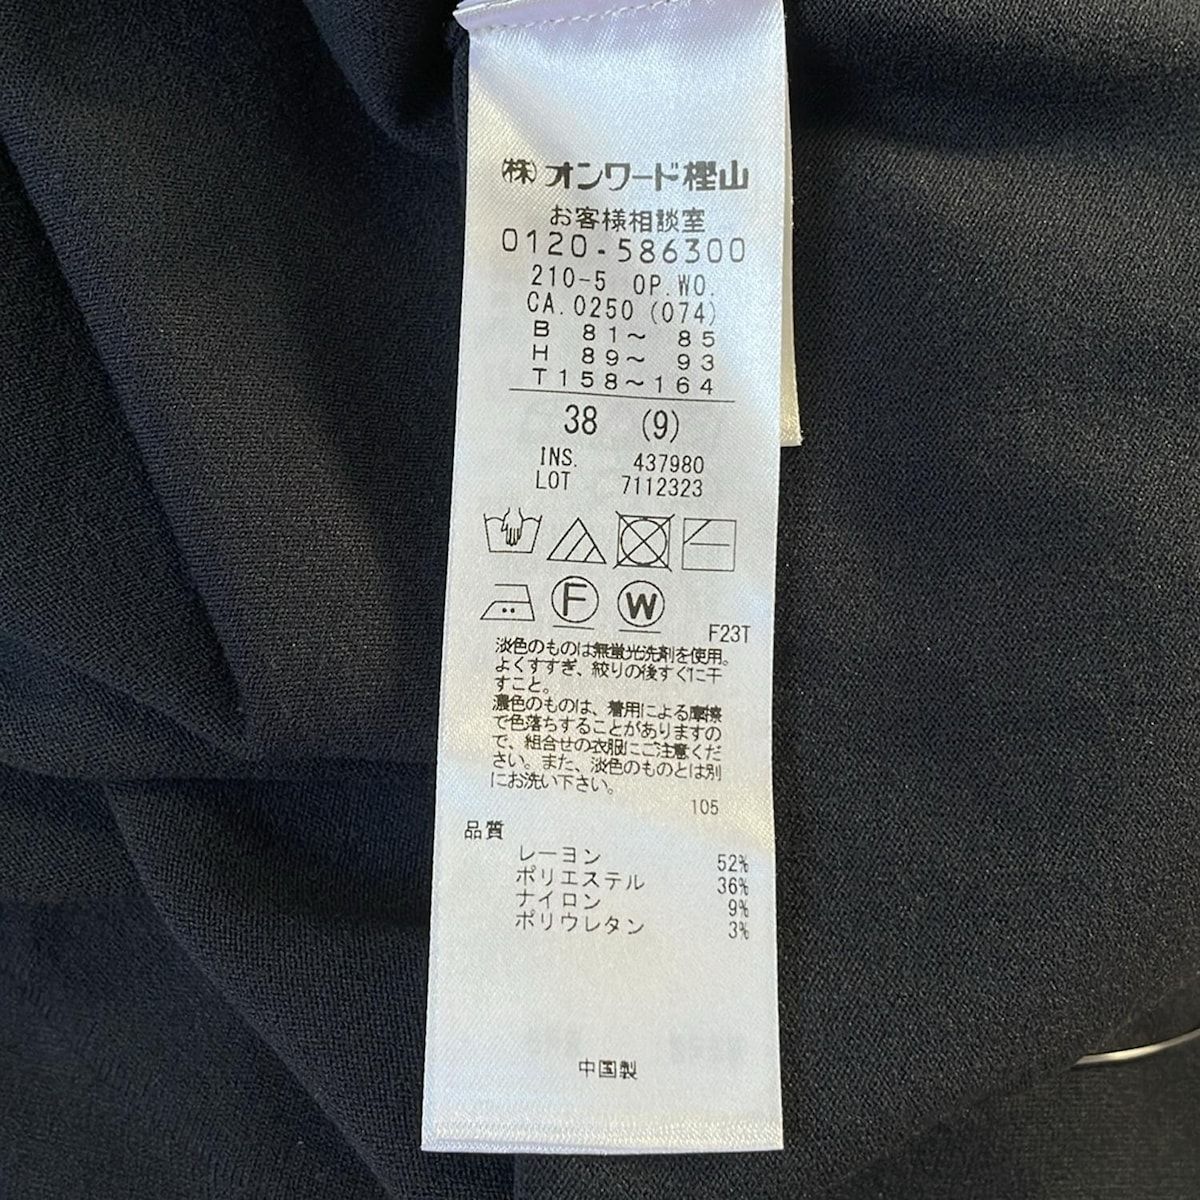 (株)オンワード樫山
お客様相談室
0120-586300
210-5 OP.WO.
CA.0250 (074)
B 81～ 85
H 89～ 93
T158～164
38 (9)
INS. 437980
LOT 7112323
F W
F23T
淡色のものは無蛍光洗剤を使用。
よくすすぎ、絞りの後すぐに干
すこと。
濃色のものは、着用による摩擦
で色落ちすることがありますの
で、組合せの衣服にご注意くだ
さい。また、淡色のものとは別
にお洗い下さい。
105
品質
レーヨン 52%
ポリエステル 36%
ナイロン 9%
ポリウレタン 3%
中国製